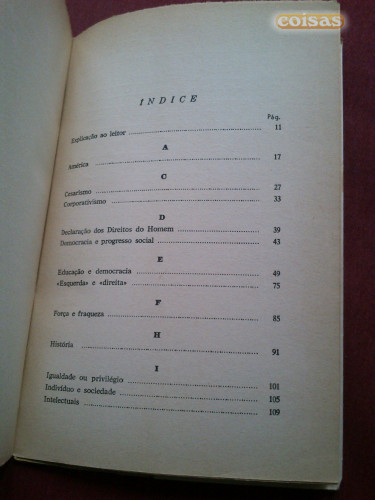 coisas
ÍNDICE
Pág.
Explicação ao leitor 11
A
América 17
C
Cesarismo 27
Corporativismo 33
D
Declaração dos Direitos do Homem 39
Democracia e progresso social 43
E
Educação e democracia 49
«Esquerda» e «direita» 75
F
Força e fraqueza 85
H
História 91
I
Igualdade ou privilégio 101
Indivíduo e sociedade 105
Intelectuais 109